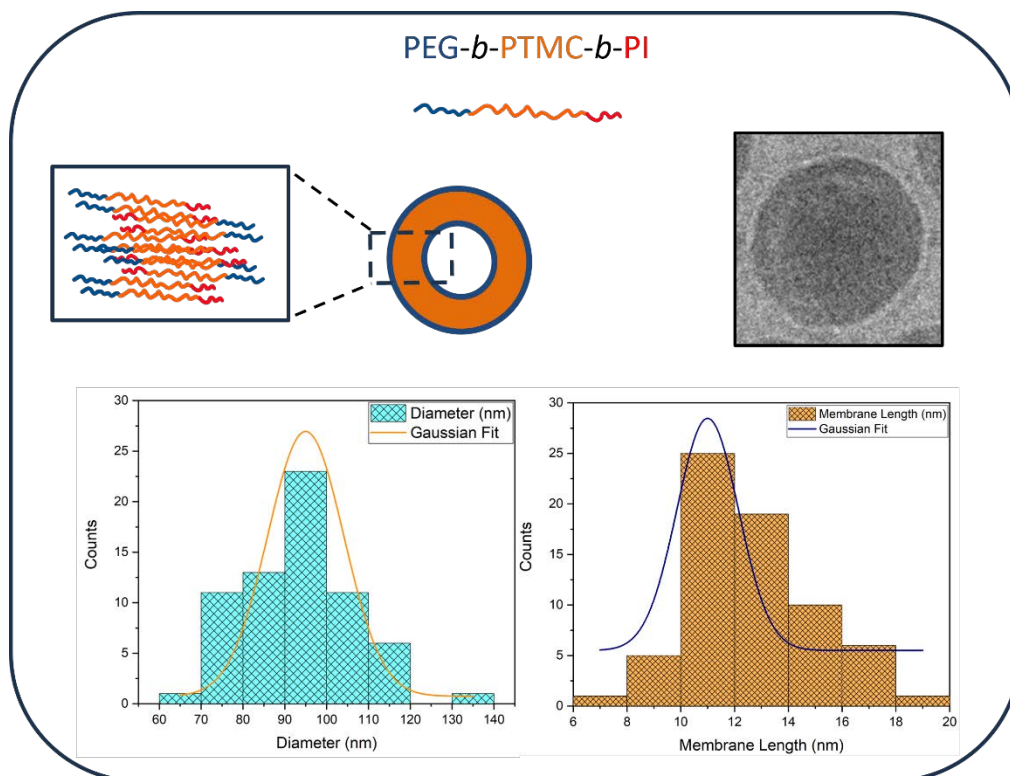 PEG-b-PTMC-b-PI
30
25
20
15
10
5
0
Counts
Diameter (nm)
Gaussian Fit
60 70 80 90 100 110 120 130 140
Diameter (nm)
30
25
20
15
10
5
0
Counts
Membrane Length (nm)
Gaussian Fit
6 8 10 12 14 16 18 20
Membrane Length (nm)